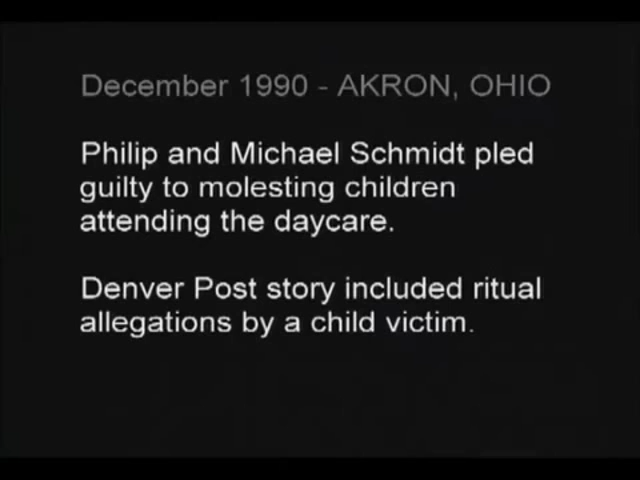 December 1990 - AKRON, OHIO
Philip and Michael Schmidt pled
guilty to molesting children
attending the daycare.
Denver Post story included ritual
allegations by a child victim.